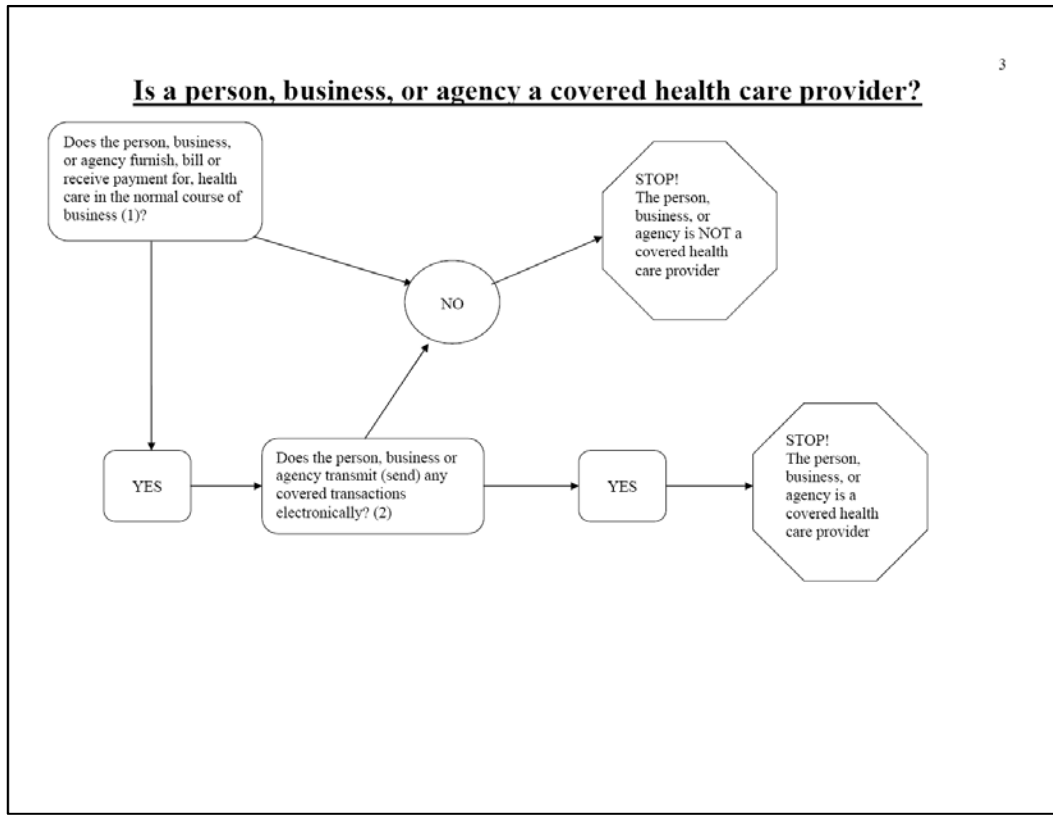 3
Is a person, business, or agency a covered health care provider?
Does the person, business,
or agency furnish, bill or
receive payment for, health
care in the normal course of
business (1)?
STOP!
The person,
business, or
agency is NOT a
covered health
care provider
NO
YES
Does the person, business or
agency transmit (send) any
covered transactions
electronically? (2)
YES
STOP!
The person,
business, or
agency is a
covered health
care provider